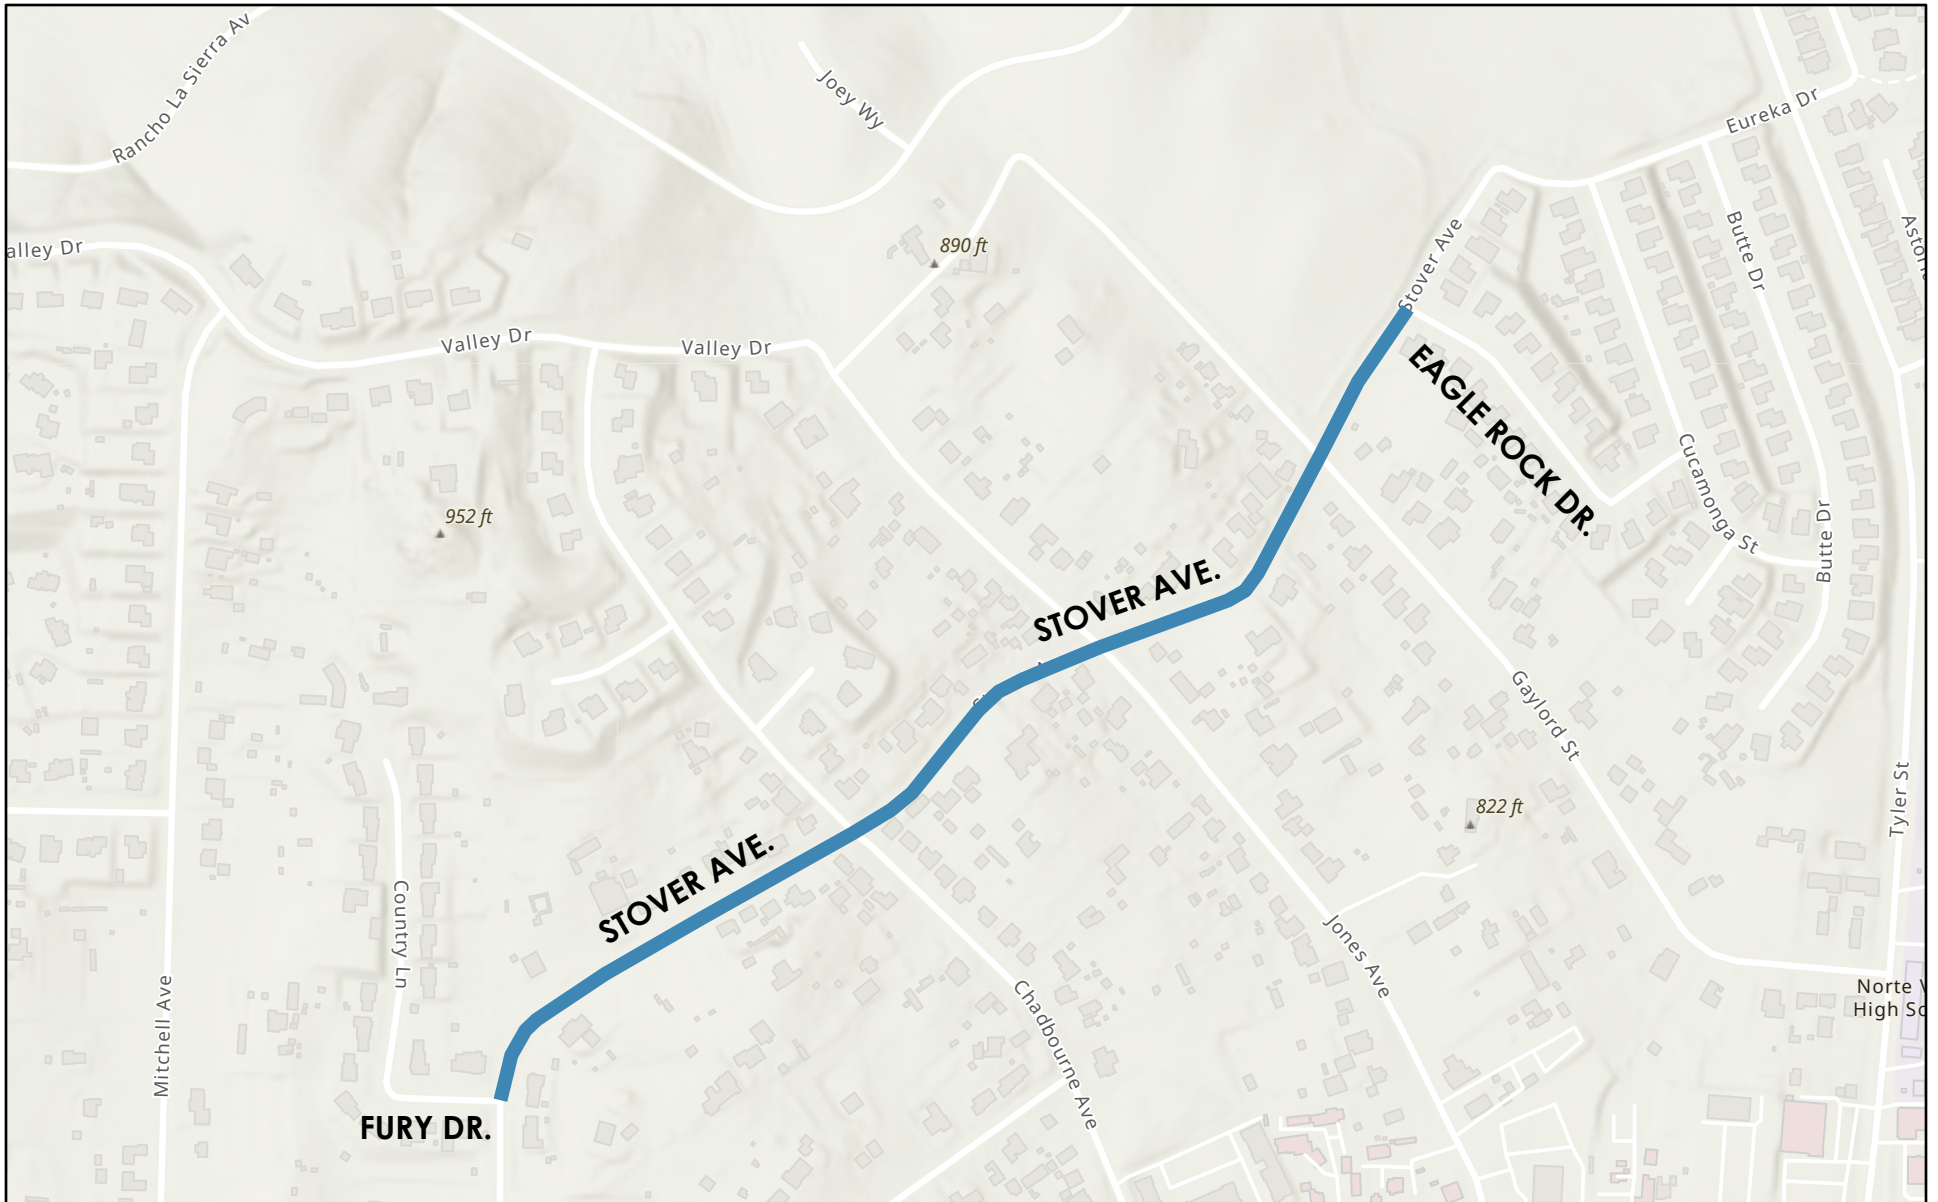 Rancho La Sierra Av
Joey Wy
Eureka Dr
alley Dr
890 ft
Stover Ave
Butte Dr
Valley Dr
Valley Dr
EAGLE ROCK DR.
952 ft
Cucamonga St
Butte Dr
STOVER AVE.
Gaylord St
822 ft
Tyler St
STOVER AVE.
Country Ln
Jones Ave
Mitchell Ave
Chadbourne Ave
Norte
High
FURY DR.